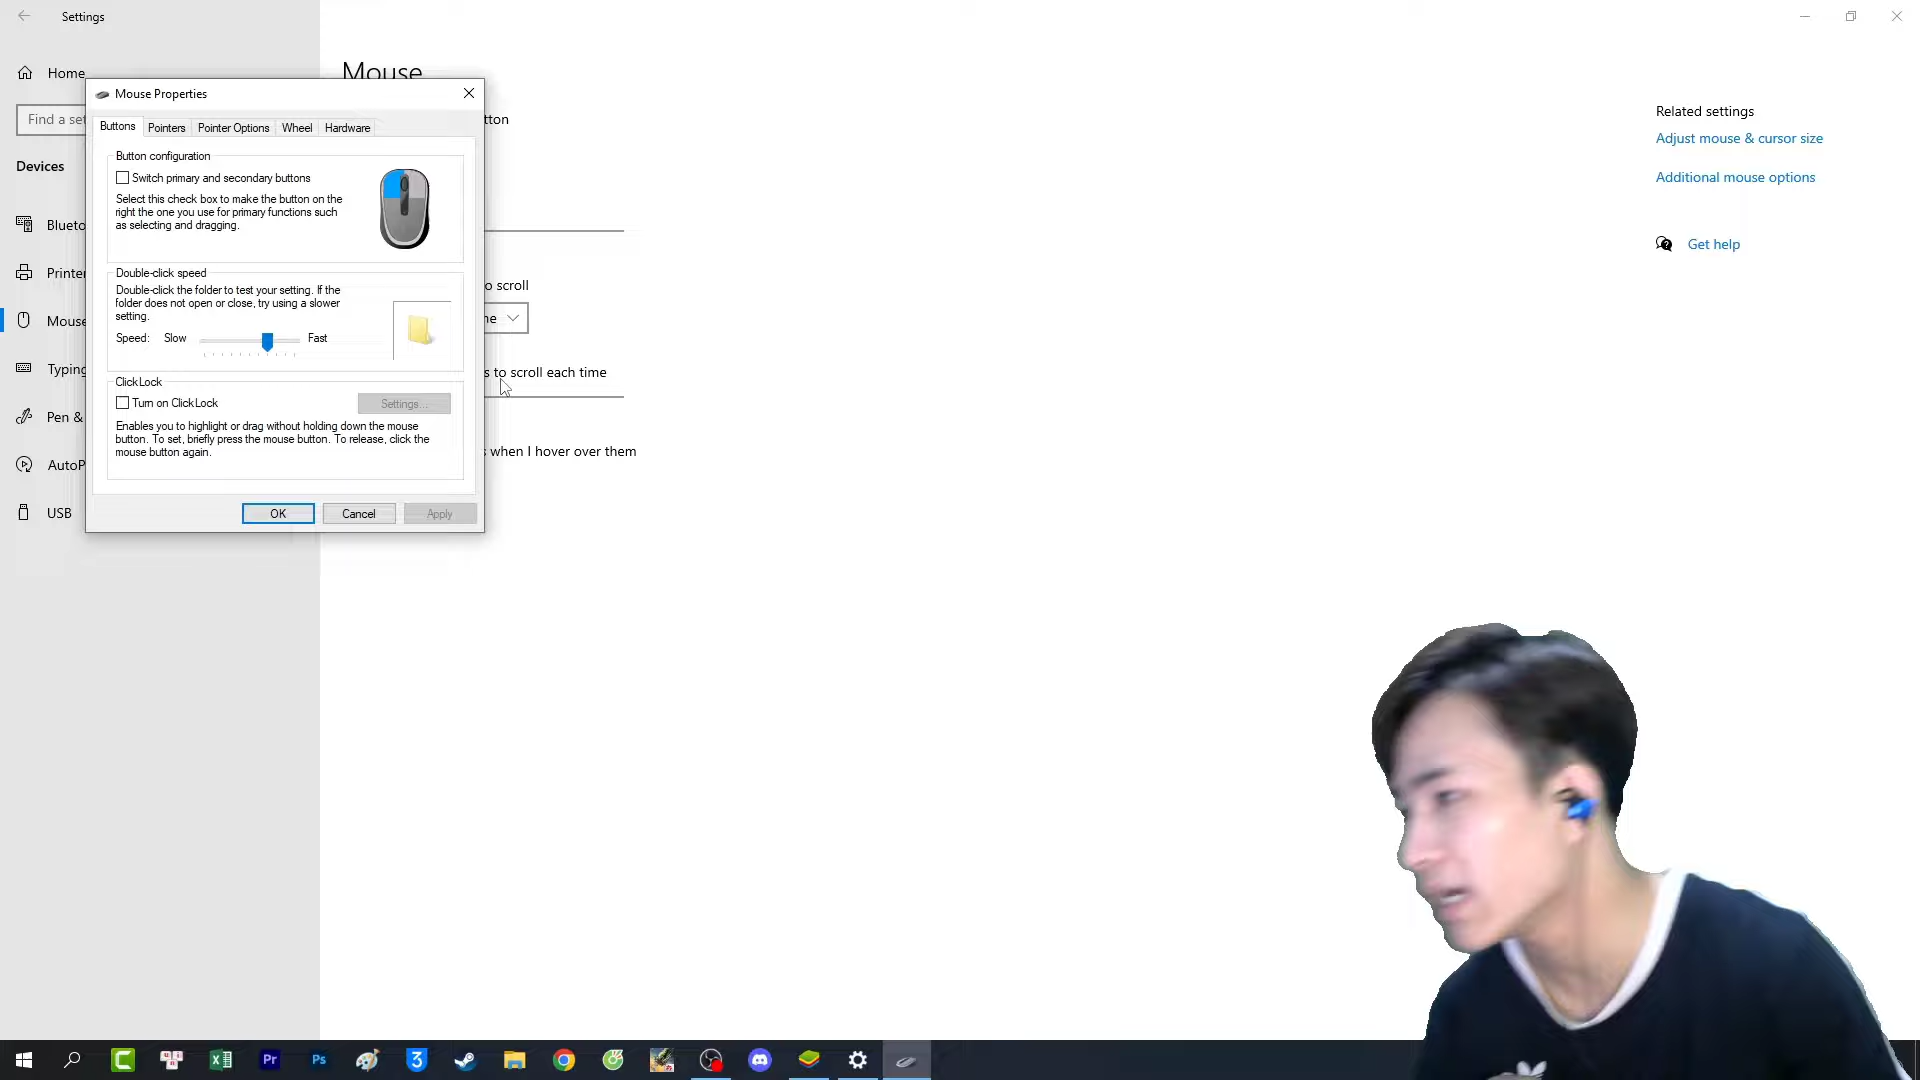 Settings
Home
Find a set
Devices
Blueto
Printer
Mouse
Typing
Pen &
AutoP
USB
Mouse
tton
o scroll
ne
s to scroll each time
s when I hover over them
Related settings
Adjust mouse & cursor size
Additional mouse options
Get help
Mouse Properties
Buttons
Pointers
Pointer Options
Wheel
Hardware
Button configuration
Switch primary and secondary buttons
Select this check box to make the button on the
right the one you use for primary functions such
as selecting and dragging.
Double-click speed
Double-click the folder to test your setting. If the
folder does not open or close, try using a slower
setting.
Speed: Slow Fast
ClickLock
Turn on ClickLock
Settings...
Enables you to highlight or drag without holding down the mouse
button. To set, briefly press the mouse button. To release, click the
mouse button again.
OK
Cancel
Apply
Pr
Ps
3